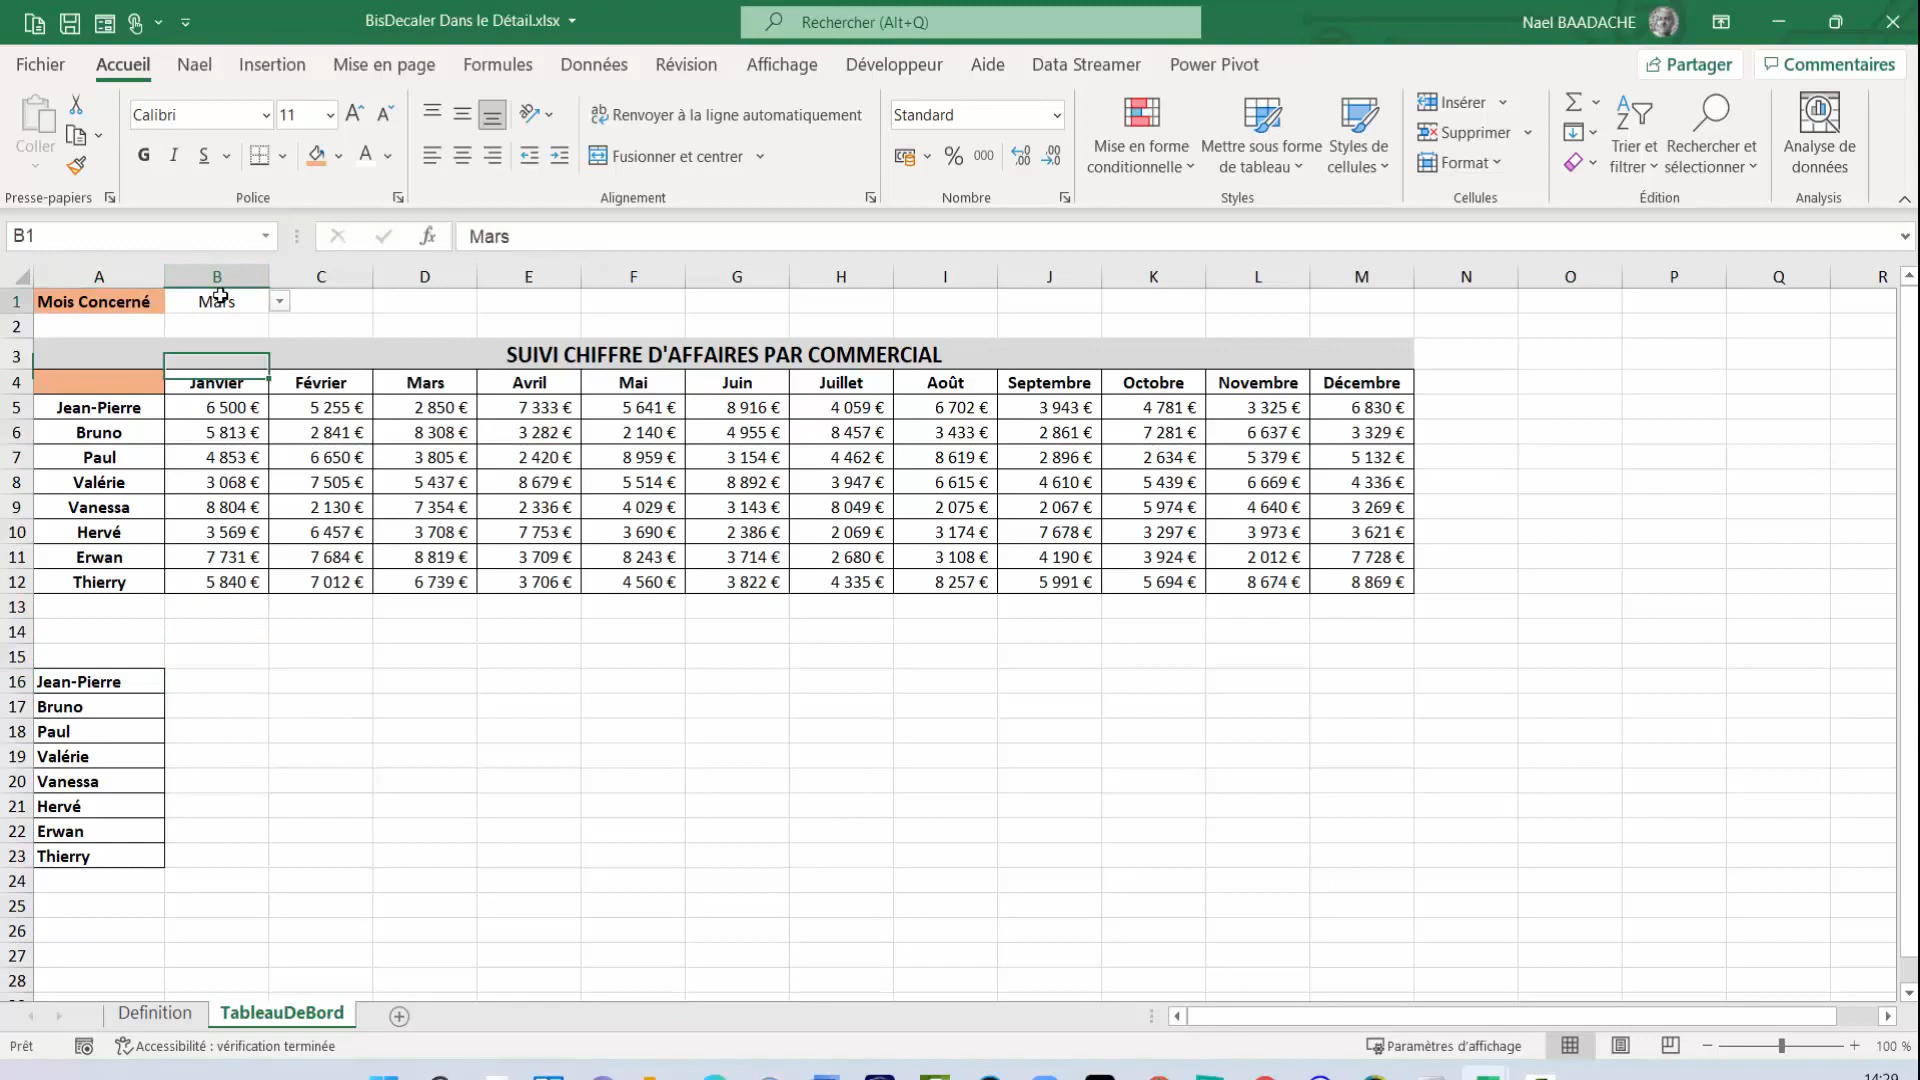 BisDecaler Dans le Détail.xlsx
Rechercher (Alt+Q)
Nael BAADACHE
Fichier Accueil Nael Insertion Mise en page Formules Données Révision Affichage Développeur Aide Data Streamer Power Pivot Partager Commentaires
Coller
Presse-papiers
Calibri 11
G I S A
Police
Renvoyer à la ligne automatiquement
Fusionner et centrer
Alignement
Standard
% 000
Nombre
Mise en forme conditionnelle
Mettre sous forme de tableau
Styles de cellules
Styles
Insérer
Supprimer
Format
Cellules
Trier et filtrer
Rechercher et sélectionner
Édition
Analyse de données
Analysis
B1 fx Mars
A B C D E F G H I J K L M N O P Q R
1 Mois Concerné Mars
2
3 SUIVI CHIFFRE D'AFFAIRES PAR COMMERCIAL
4 Janvier Février Mars Avril Mai Juin Juillet Août Septembre Octobre Novembre Décembre
5 Jean-Pierre 6 500 € 5 255 € 2 850 € 7 333 € 5 641 € 8 916 € 4 059 € 6 702 € 3 943 € 4 781 € 3 325 € 6 830 €
6 Bruno 5 813 € 2 841 € 8 308 € 3 282 € 2 140 € 4 955 € 8 457 € 3 433 € 2 861 € 7 281 € 6 637 € 3 329 €
7 Paul 4 853 € 6 650 € 3 805 € 2 420 € 8 959 € 3 154 € 4 462 € 8 619 € 2 896 € 2 634 € 5 379 € 5 132 €
8 Valérie 3 068 € 7 505 € 5 437 € 8 679 € 5 514 € 8 892 € 3 947 € 6 615 € 4 610 € 5 439 € 6 669 € 4 336 €
9 Vanessa 8 804 € 2 130 € 7 354 € 2 336 € 4 029 € 3 143 € 8 049 € 2 075 € 2 067 € 5 974 € 4 640 € 3 269 €
10 Hervé 3 569 € 6 457 € 3 708 € 7 753 € 3 690 € 2 386 € 2 069 € 3 174 € 7 678 € 3 297 € 3 973 € 3 621 €
11 Erwan 7 731 € 7 684 € 8 819 € 3 709 € 8 243 € 3 714 € 2 680 € 3 108 € 4 190 € 3 924 € 2 012 € 7 728 €
12 Thierry 5 840 € 7 012 € 6 739 € 3 706 € 4 560 € 3 822 € 4 335 € 8 257 € 5 991 € 5 694 € 8 674 € 8 869 €
13
14
15
16 Jean-Pierre
17 Bruno
18 Paul
19 Valérie
20 Vanessa
21 Hervé
22 Erwan
23 Thierry
24
25
26
27
28
Definition TableauDeBord
Prêt Accessibilité : vérification terminée Paramètres d'affichage 100 %
14:29